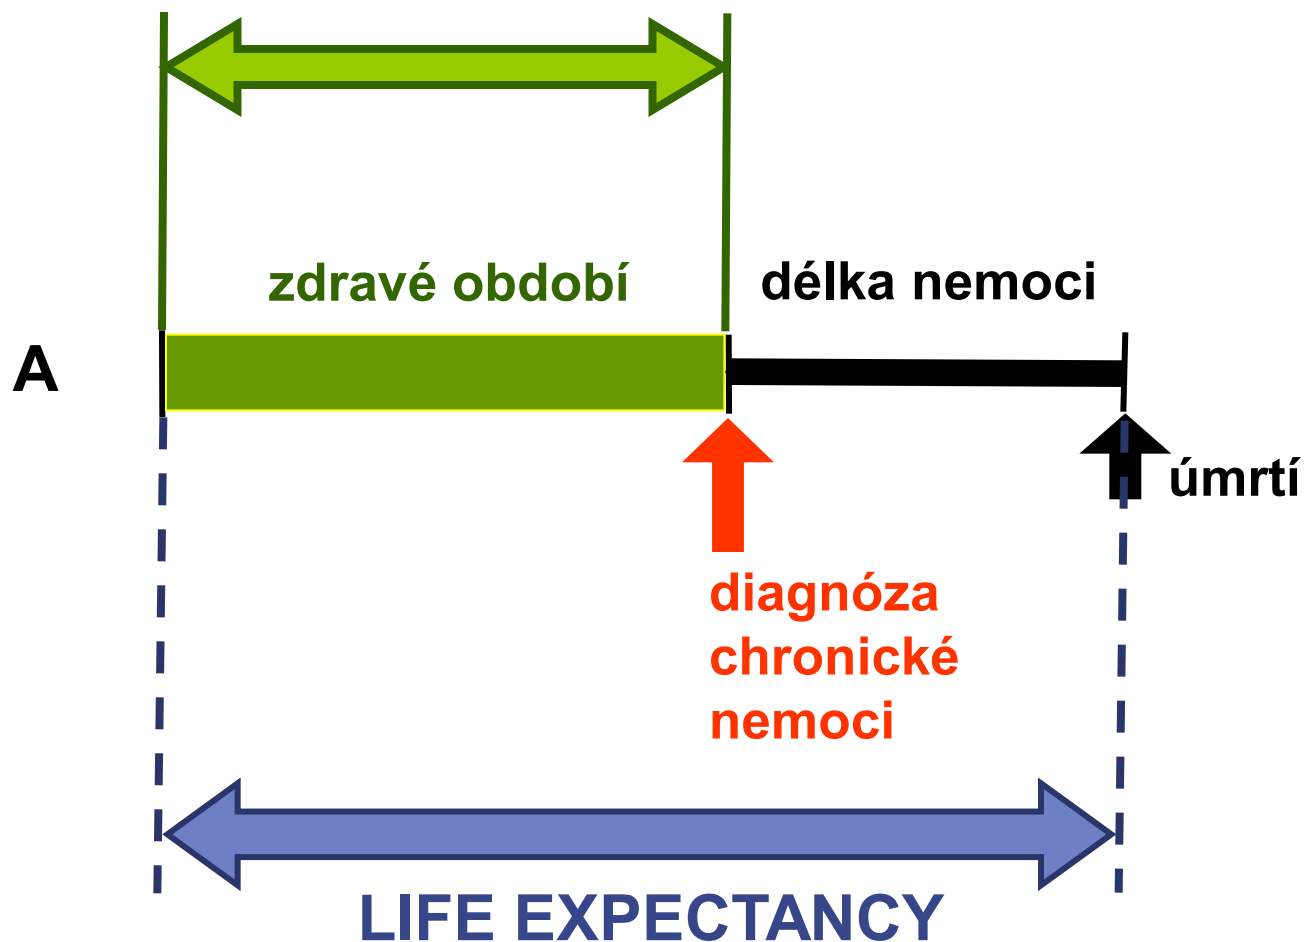 zdravé období
délka nemoci
A
úmrtí
diagnóza
chronické
nemoci
LIFE EXPECTANCY